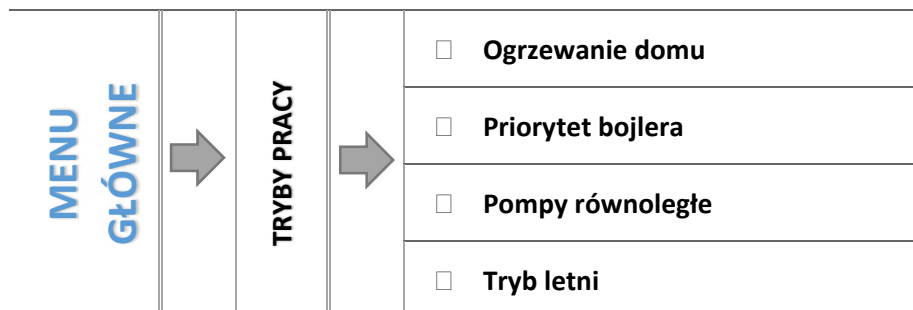 MENU
GŁÓWNE
TRYBY PRACY
Ogrzewanie domu
Priorytet bojlera
Pompy równoległe
Tryb letni